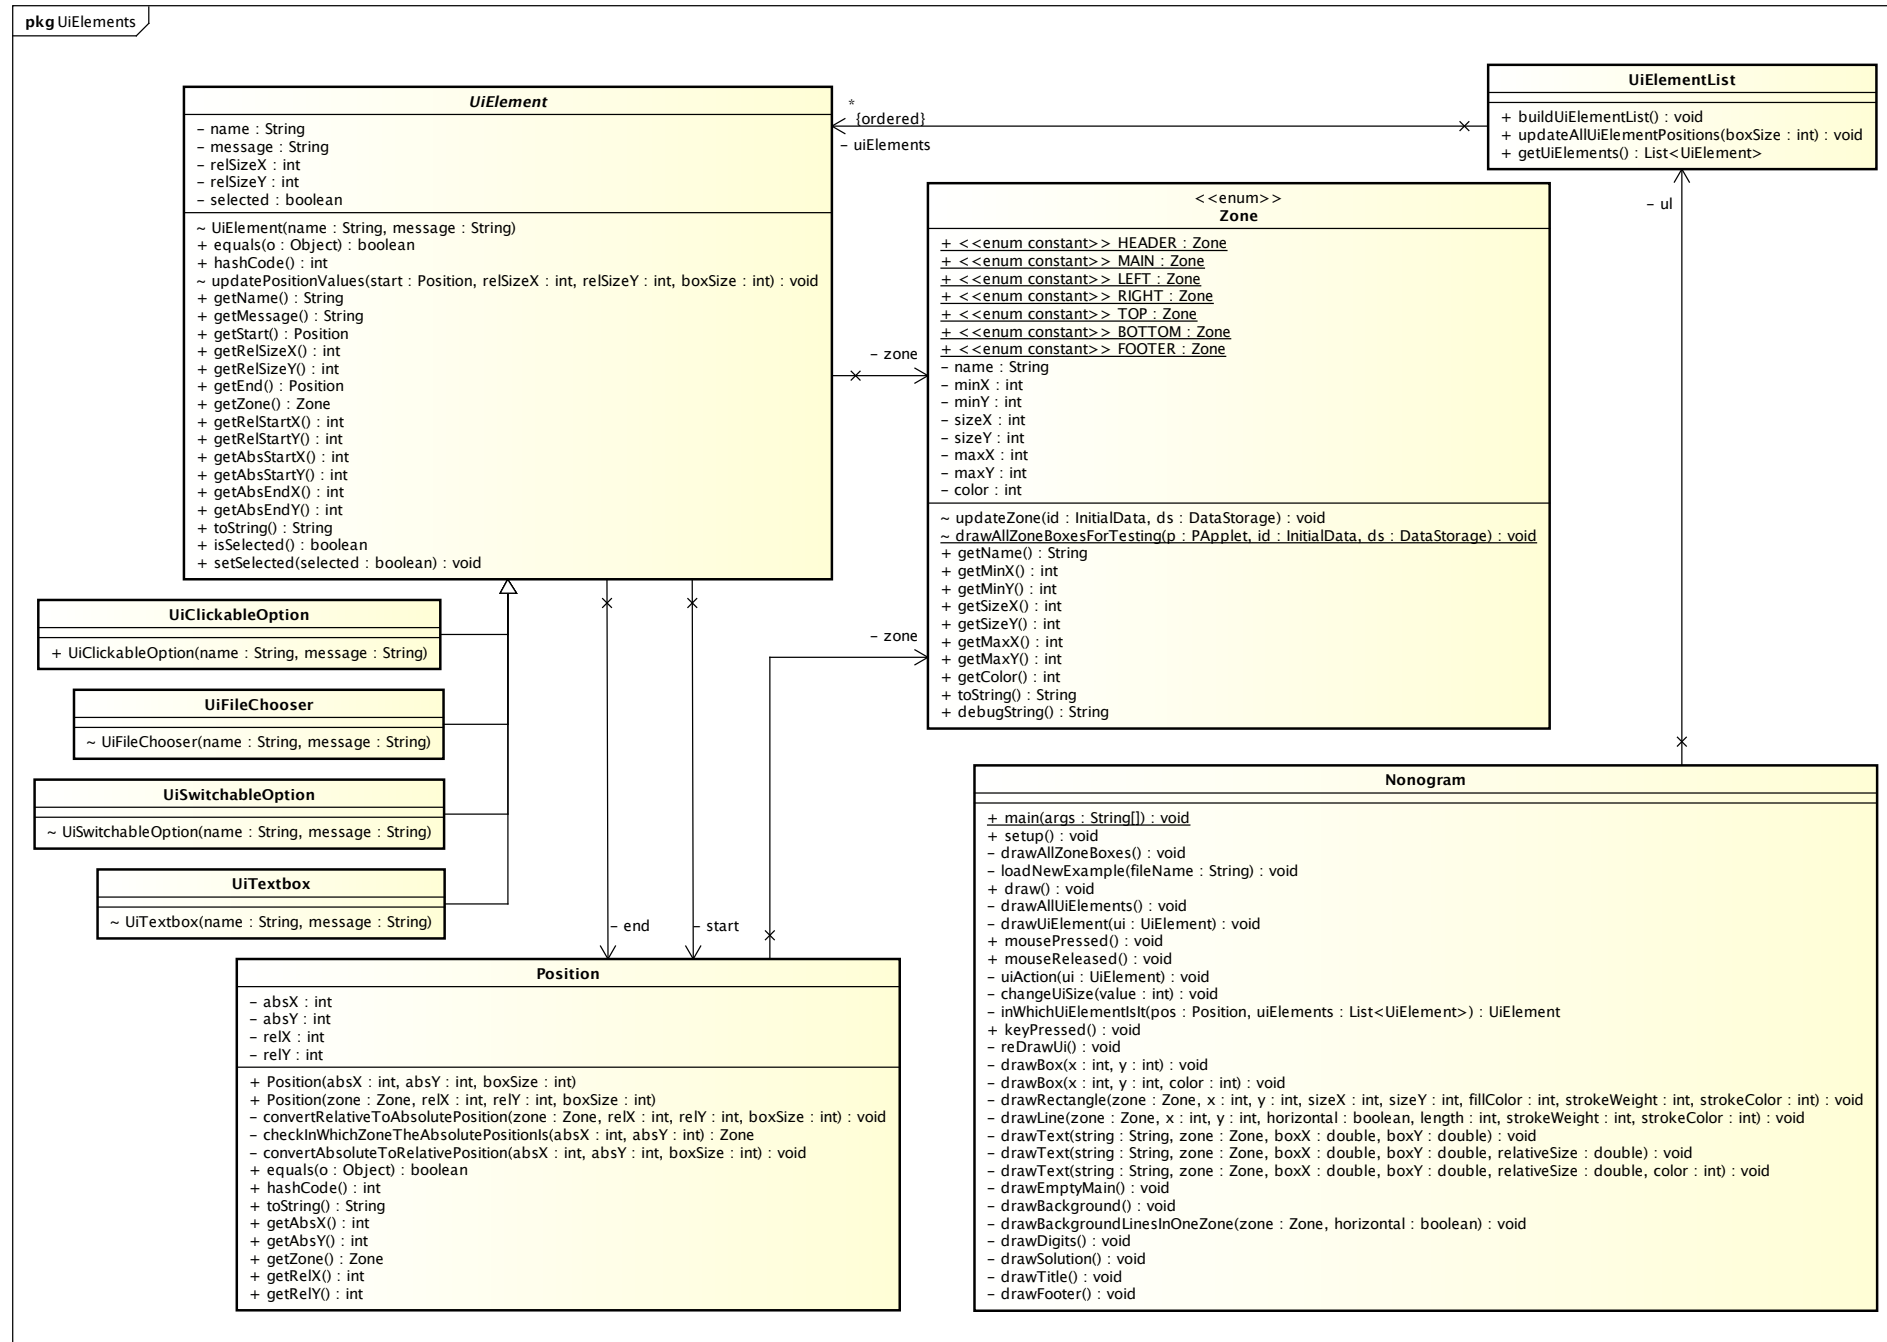 pkg UiElements
UiElement
– name : String
– message : String
– relSizeX : int
– relSizeY : int
– selected : boolean
~ UiElement(name : String, message : String)
+ equals(o : Object) : boolean
+ hashCode() : int
~ updatePositionValues(start : Position, relSizeX : int, relSizeY : int, boxSize : int) : void
+ getName() : String
+ getMessage() : String
+ getStart() : Position
+ getRelSizeX() : int
+ getRelSizeY() : int
+ getEnd() : Position
+ getZone() : Zone
+ getRelStartX() : int
+ getRelStartY() : int
+ getAbsStartX() : int
+ getAbsStartY() : int
+ getAbsEndX() : int
+ getAbsEndY() : int
+ toString() : String
+ isSelected() : boolean
+ setSelected(selected : boolean) : void
*
{ordered}
– uiElements
UiElementList
+ buildUiElementList() : void
+ updateAllUiElementPositions(boxSize : int) : void
+ getUiElements() : List<UiElement>
– ul
<<enum>>
Zone
+ <<enum constant>> HEADER : Zone
+ <<enum constant>> MAIN : Zone
+ <<enum constant>> LEFT : Zone
+ <<enum constant>> RIGHT : Zone
+ <<enum constant>> TOP : Zone
+ <<enum constant>> BOTTOM : Zone
+ <<enum constant>> FOOTER : Zone
– name : String
– minX : int
– minY : int
– sizeX : int
– sizeY : int
– maxX : int
– maxY : int
– color : int
~ updateZone(id : InitialData, ds : DataStorage) : void
~ drawAllZoneBoxesForTesting(p : PApplet, id : InitialData, ds : DataStorage) : void
+ getName() : String
+ getMinX() : int
+ getMinY() : int
+ getSizeX() : int
+ getSizeY() : int
+ getMaxX() : int
+ getMaxY() : int
+ getColor() : int
+ toString() : String
+ debugString() : String
– zone
– zone
UiClickableOption
+ UiClickableOption(name : String, message : String)
UiFileChooser
~ UiFileChooser(name : String, message : String)
UiSwitchableOption
~ UiSwitchableOption(name : String, message : String)
UiTextbox
~ UiTextbox(name : String, message : String)
– end
– start
Position
– absX : int
– absY : int
– relX : int
– relY : int
+ Position(absX : int, absY : int, boxSize : int)
+ Position(zone : Zone, relX : int, relY : int, boxSize : int)
– convertRelativeToAbsolutePosition(zone : Zone, relX : int, relY : int, boxSize : int) : void
– checkInWhichZoneTheAbsolutePositionIs(absX : int, absY : int) : Zone
– convertAbsoluteToRelativePosition(absX : int, absY : int, boxSize : int) : void
+ equals(o : Object) : boolean
+ hashCode() : int
+ toString() : String
+ getAbsX() : int
+ getAbsY() : int
+ getZone() : Zone
+ getRelX() : int
+ getRelY() : int
Nonogram
+ main(args : String[]) : void
+ setup() : void
– drawAllZoneBoxes() : void
– loadNewExample(fileName : String) : void
+ draw() : void
– drawAllUiElements() : void
– drawUiElement(ui : UiElement) : void
+ mousePressed() : void
+ mouseReleased() : void
– uiAction(ui : UiElement) : void
– changeUiSize(value : int) : void
– inWhichUiElementIsIt(pos : Position, uiElements : List<UiElement>) : UiElement
+ keyPressed() : void
– reDrawUi() : void
– drawBox(x : int, y : int) : void
– drawBox(x : int, y : int, color : int) : void
– drawRectangle(zone : Zone, x : int, y : int, sizeX : int, sizeY : int, fillColor : int, strokeWeight : int, strokeColor : int) : void
– drawLine(zone : Zone, x : int, y : int, horizontal : boolean, length : int, strokeWeight : int, strokeColor : int) : void
– drawText(string : String, zone : Zone, boxX : double, boxY : double) : void
– drawText(string : String, zone : Zone, boxX : double, boxY : double, relativeSize : double) : void
– drawText(string : String, zone : Zone, boxX : double, boxY : double, relativeSize : double, color : int) : void
– drawEmptyMain() : void
– drawBackground() : void
– drawBackgroundLinesInOneZone(zone : Zone, horizontal : boolean) : void
– drawDigits() : void
– drawSolution() : void
– drawTitle() : void
– drawFooter() : void